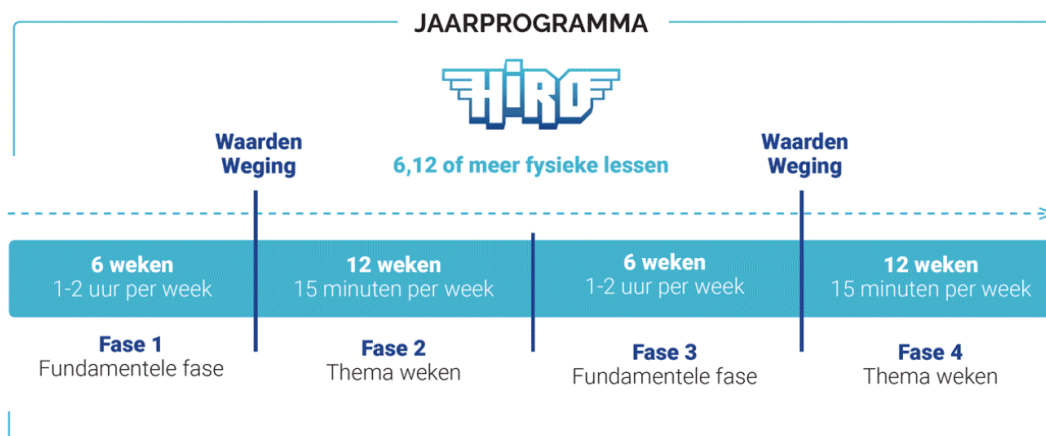 JAARPROGRAMMA
HiRO
Waarden
Weging
6,12 of meer fysieke lessen
Waarden
Weging
6 weken
1-2 uur per week
12 weken
15 minuten per week
6 weken
1-2 uur per week
12 weken
15 minuten per week
Fase 1
Fundamentele fase
Fase 2
Thema weken
Fase 3
Fundamentele fase
Fase 4
Thema weken